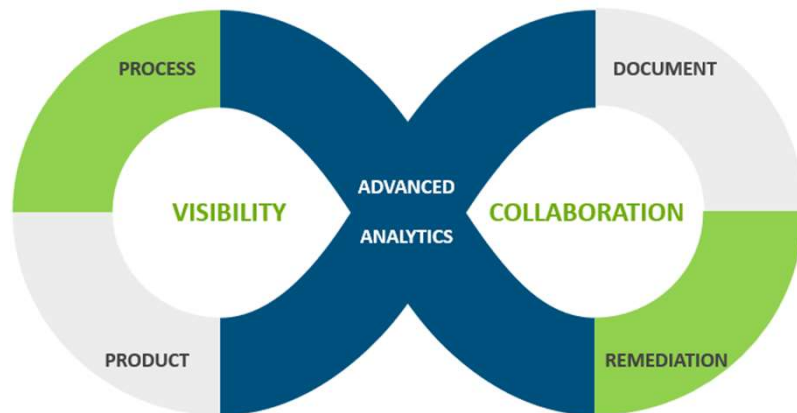 PROCESS
DOCUMENT
ADVANCED
VISIBILITY
COLLABORATION
ANALYTICS
PRODUCT
REMEDIATION